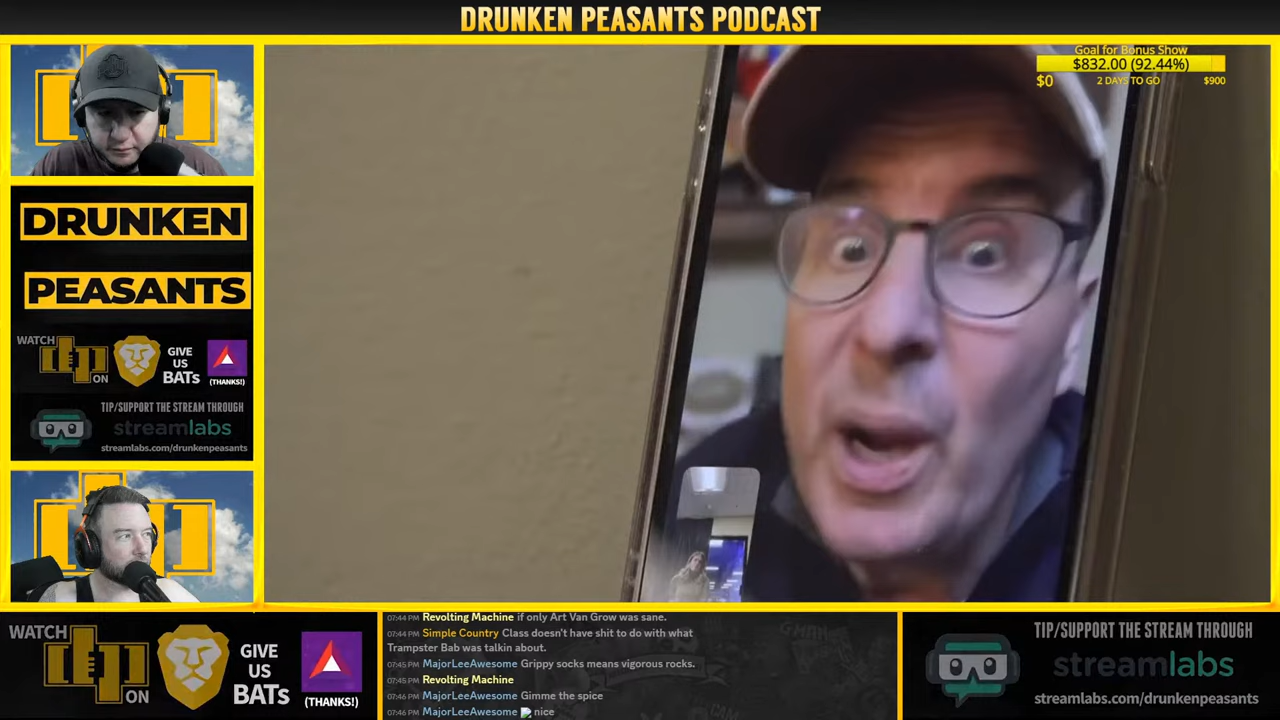 DRUNKEN PEASANTS PODCAST
Goal for Bonus Show
$832.00 (92.44%)
$0
2 DAYS TO GO
$900
DRUNKEN
PEASANTS
WATCH
ON
GIVE
US
BATs
(THANKS!)
TIP/SUPPORT THE STREAM THROUGH
streamlabs
streamlabs.com/drunkenpeasants
WATCH
ON
GIVE
US
BATs
(THANKS!)
07:44 PM Revolting Machine if only Art Van Grow was sane.
07:44 PM Simple Country Class doesn't have shit to do with what
Trampster Bab was talkin about.
07:45 PM MajorLeeAwesome Grippy socks means vigorous rocks.
07:45 PM Revolting Machine
07:46 PM MajorLeeAwesome Gimme the spice
07:46 PM MajorLeeAwesome nice
TIP/SUPPORT THE STREAM THROUGH
streamlabs
streamlabs.com/drunkenpeasants